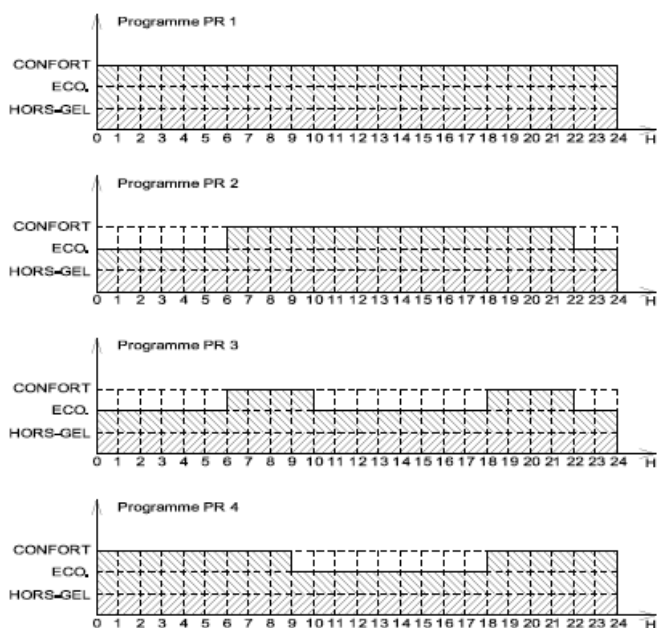 Programme PR 1
CONFORT
ECO.
HORS-GEL
0 1 2 3 4 5 6 7 8 9 10 11 12 13 14 15 16 17 18 19 20 21 22 23 24 H
Programme PR 2
CONFORT
ECO.
HORS-GEL
0 1 2 3 4 5 6 7 8 9 10 11 12 13 14 15 16 17 18 19 20 21 22 23 24 H
Programme PR 3
CONFORT
ECO.
HORS-GEL
0 1 2 3 4 5 6 7 8 9 10 11 12 13 14 15 16 17 18 19 20 21 22 23 24 H
Programme PR 4
CONFORT
ECO.
HORS-GEL
0 1 2 3 4 5 6 7 8 9 10 11 12 13 14 15 16 17 18 19 20 21 22 23 24 H